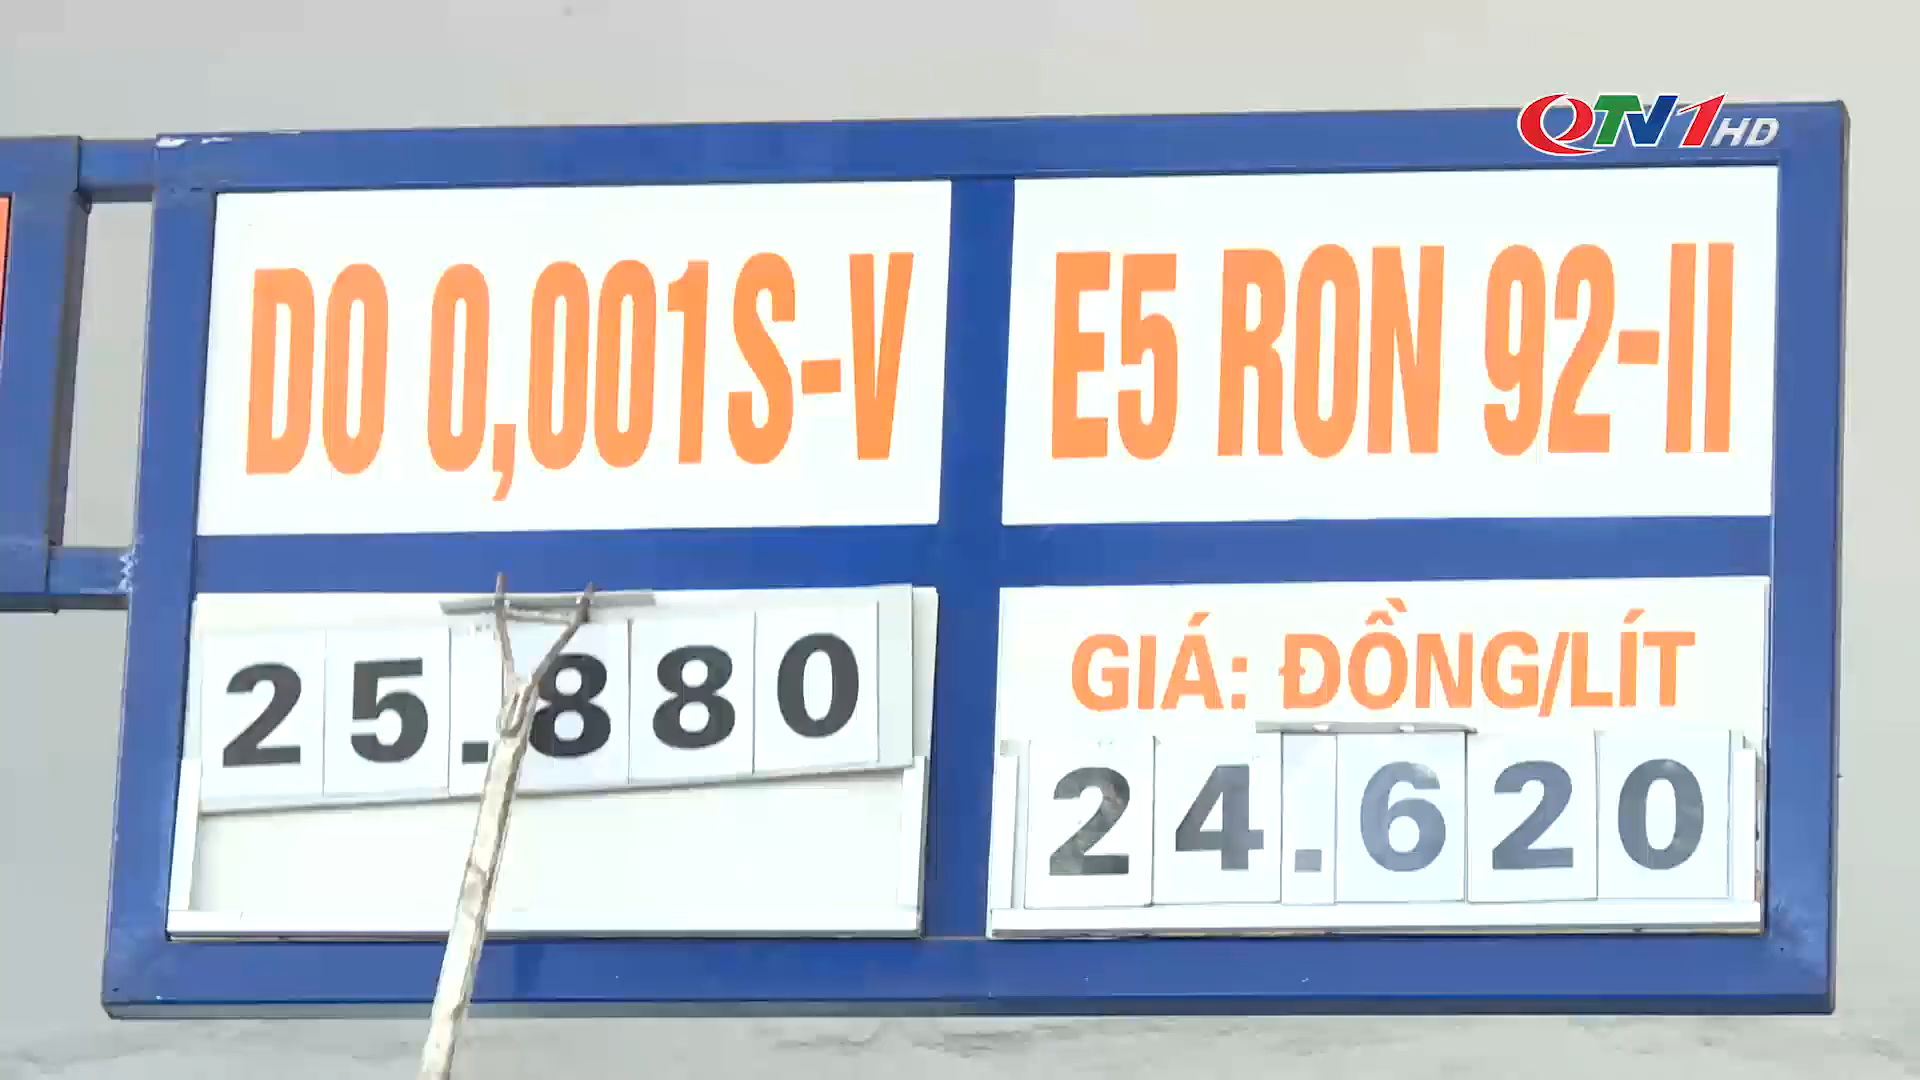 QTV1 HD
DO 0,001S-V
E5 RON 92-II
25.880
GIÁ: ĐỒNG/LÍT
24.620